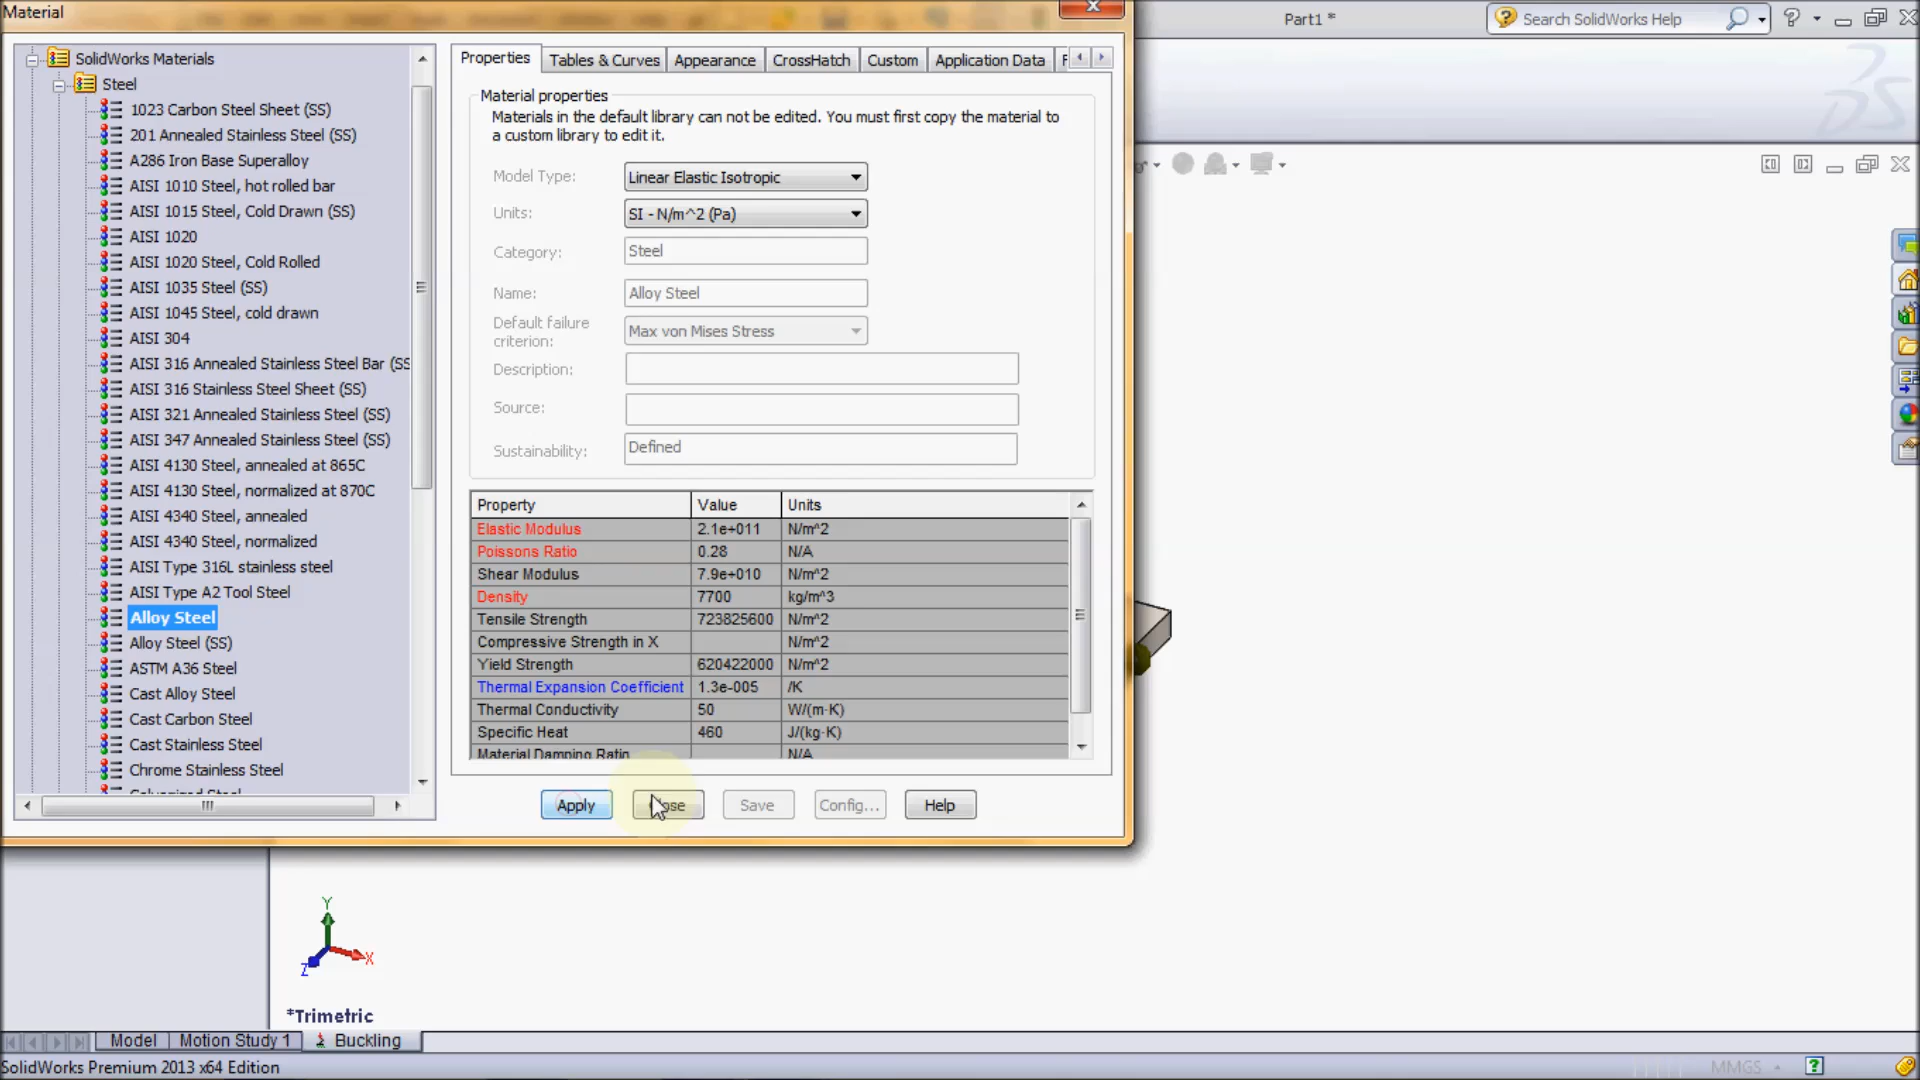 Material
Part1 *
Search SolidWorks Help
SolidWorks Materials
Steel
1023 Carbon Steel Sheet (SS)
201 Annealed Stainless Steel (SS)
A286 Iron Base Superalloy
AISI 1010 Steel, hot rolled bar
AISI 1015 Steel, Cold Drawn (SS)
AISI 1020
AISI 1020 Steel, Cold Rolled
AISI 1035 Steel (SS)
AISI 1045 Steel, cold drawn
AISI 304
AISI 316 Annealed Stainless Steel Bar (SS
AISI 316 Stainless Steel Sheet (SS)
AISI 321 Annealed Stainless Steel (SS)
AISI 347 Annealed Stainless Steel (SS)
AISI 4130 Steel, annealed at 865C
AISI 4130 Steel, normalized at 870C
AISI 4340 Steel, annealed
AISI 4340 Steel, normalized
AISI Type 316L stainless steel
AISI Type A2 Tool Steel
Alloy Steel
Alloy Steel (SS)
ASTM A36 Steel
Cast Alloy Steel
Cast Carbon Steel
Cast Stainless Steel
Chrome Stainless Steel
Properties Tables & Curves Appearance CrossHatch Custom Application Data
Material properties
Materials in the default library can not be edited. You must first copy the material to
a custom library to edit it.
Model Type: Linear Elastic Isotropic
Units: SI - N/m^2 (Pa)
Category: Steel
Name: Alloy Steel
Default failure
criterion: Max von Mises Stress
Description:
Source:
Sustainability: Defined
Property Value Units
Elastic Modulus 2.1e+011 N/m^2
Poissons Ratio 0.28 N/A
Shear Modulus 7.9e+010 N/m^2
Density 7700 kg/m^3
Tensile Strength 723825600 N/m^2
Compressive Strength in X N/m^2
Yield Strength 620422000 N/m^2
Thermal Expansion Coefficient 1.3e-005 /K
Thermal Conductivity 50 W/(m·K)
Specific Heat 460 J/(kg·K)
Material Damping Ratio N/A
Apply Close Save Config... Help
Y
X
Z
*Trimetric
Model Motion Study 1 Buckling
SolidWorks Premium 2013 x64 Edition
MMGS